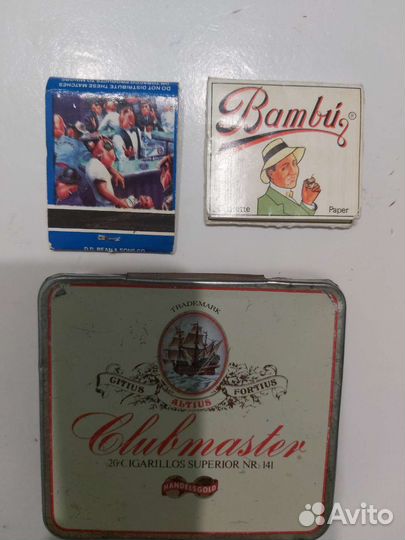 DO NOT DISTRIBUTE THESE MATCHES
D.D. BEAN & SONS CO.
Bambú®
Paper
TRADEMARK
CITIUS ALTIUS FORTIUS
Clubmaster
20 CIGARILLOS SUPERIOR NR: 141
HANDELSGOLD
Avito